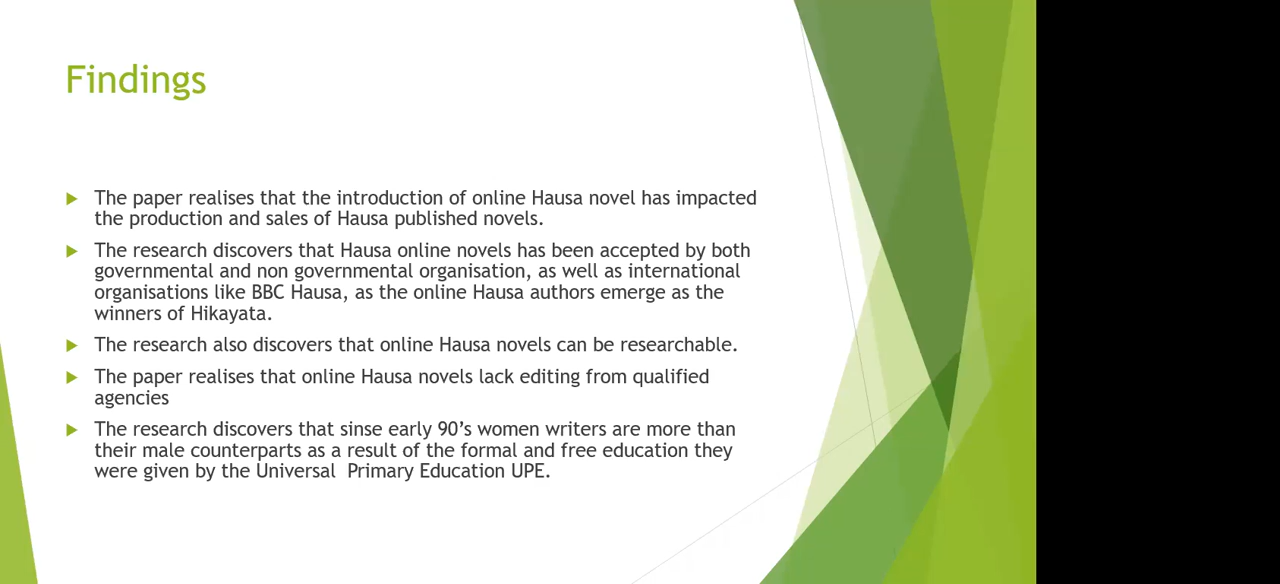 Findings
The paper realises that the introduction of online Hausa novel has impacted
the production and sales of Hausa published novels.
The research discovers that Hausa online novels has been accepted by both
governmental and non governmental organisation, as well as international
organisations like BBC Hausa, as the online Hausa authors emerge as the
winners of Hikayata.
The research also discovers that online Hausa novels can be researchable.
The paper realises that online Hausa novels lack editing from qualified
agencies
The research discovers that sinse early 90’s women writers are more than
their male counterparts as a result of the formal and free education they
were given by the Universal  Primary Education UPE.